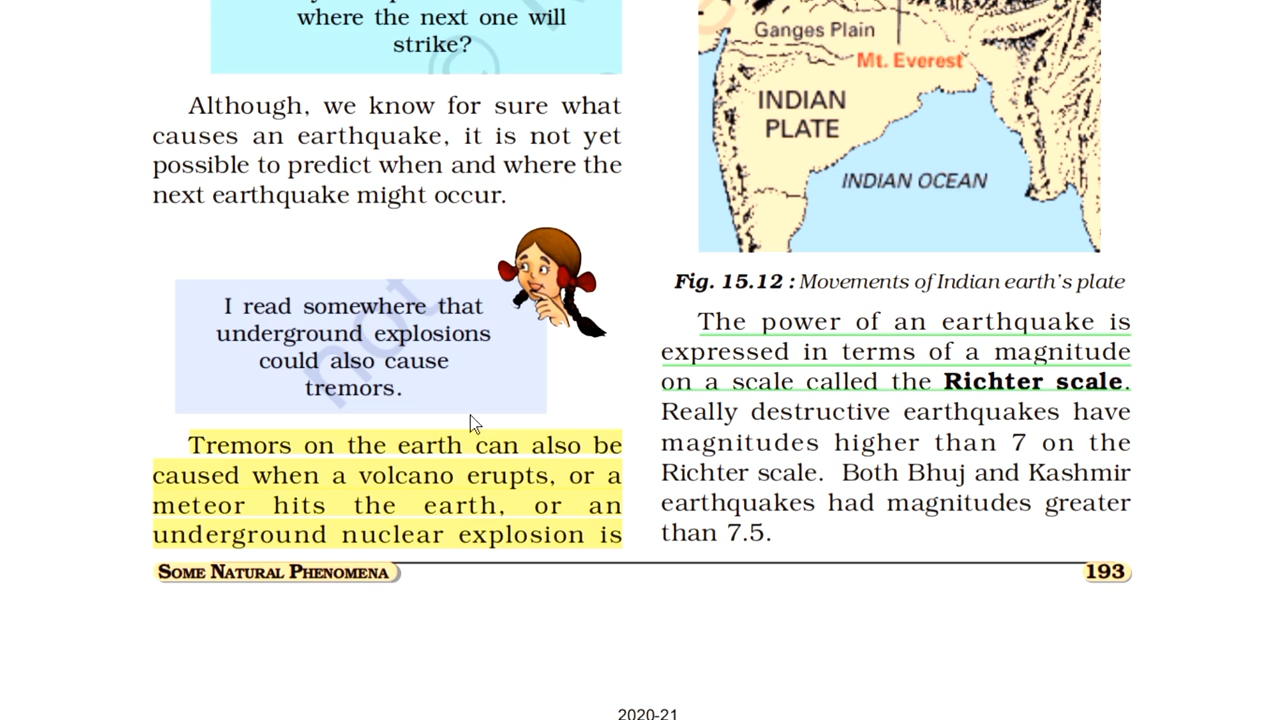 where the next one will
strike?
Although, we know for sure what
causes an earthquake, it is not yet
possible to predict when and where the
next earthquake might occur.
I read somewhere that
underground explosions
could also cause
tremors.
Tremors on the earth can also be
caused when a volcano erupts, or a
meteor hits the earth, or an
underground nuclear explosion is
Ganges Plain
Mt. Everest
INDIAN
PLATE
INDIAN OCEAN
Fig. 15.12 : Movements of Indian earth's plate
The power of an earthquake is
expressed in terms of a magnitude
on a scale called the Richter scale.
Really destructive earthquakes have
magnitudes higher than 7 on the
Richter scale. Both Bhuj and Kashmir
earthquakes had magnitudes greater
than 7.5.
SOME NATURAL PHENOMENA
193
not
©
2020-21